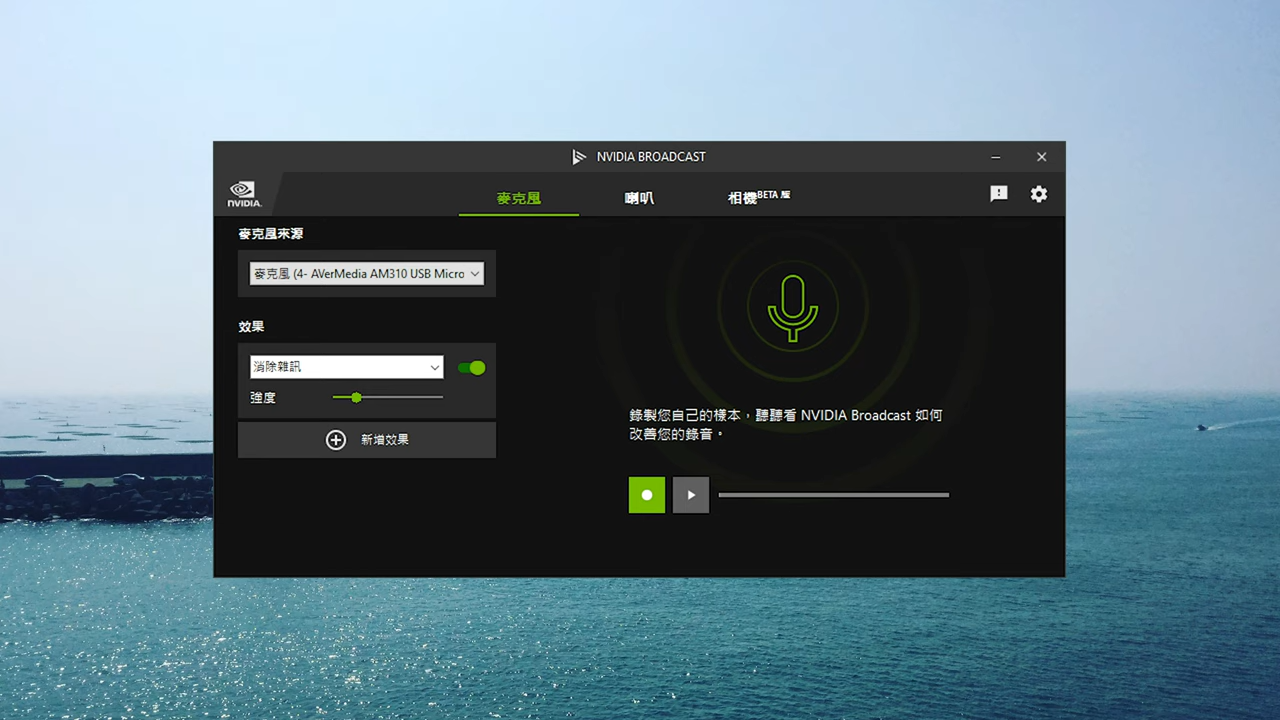 NVIDIA BROADCAST
NVIDIA.
麥克風
喇叭
相機BETA 版
麥克風來源
麥克風 (4- AVerMedia AM310 USB Micro
效果
消除雜訊
強度
新增效果
錄製您自己的樣本，聽聽看 NVIDIA Broadcast 如何
改善您的錄音。